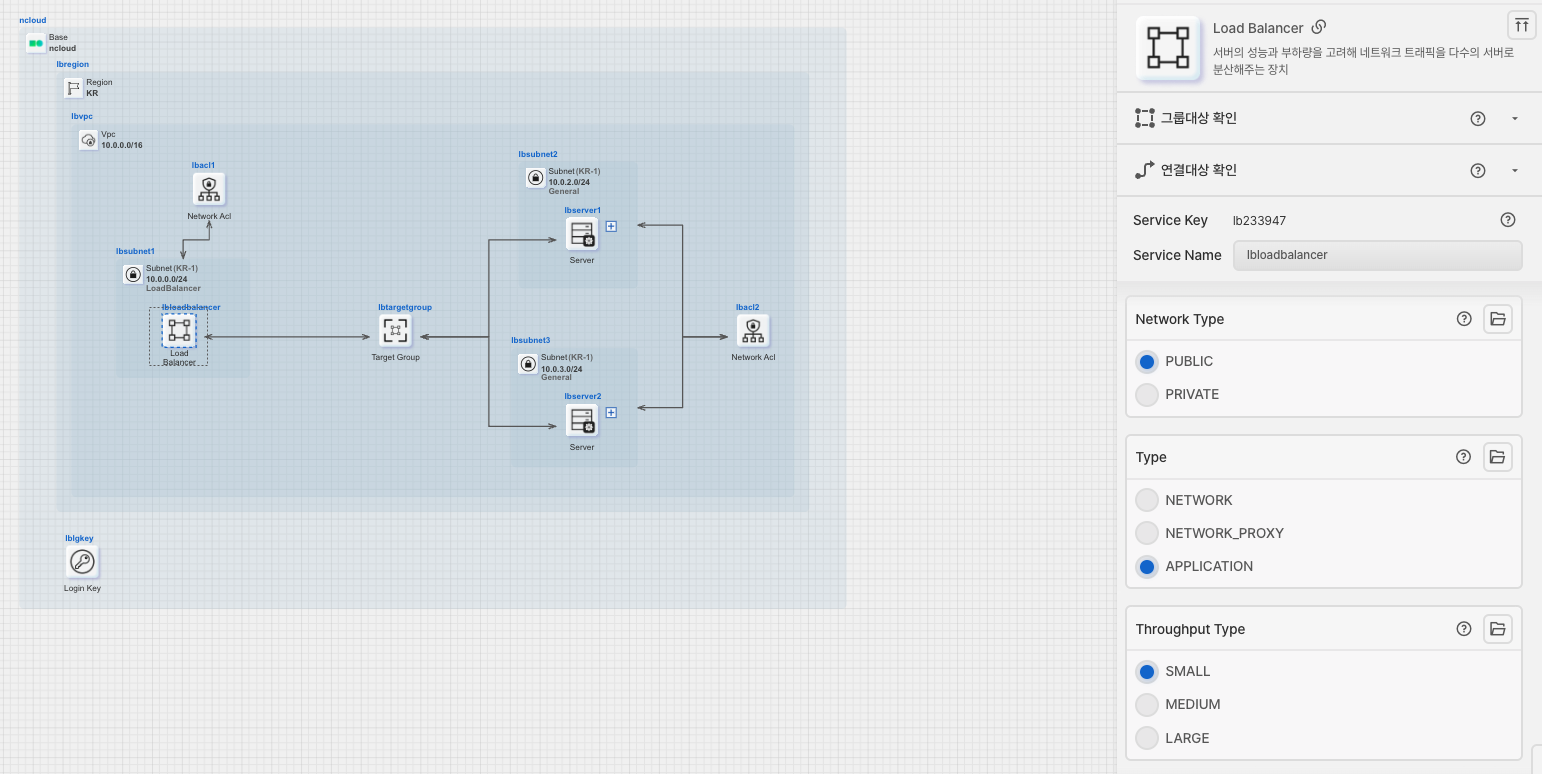 ncloud
Base
ncloud
lbregion
Region
KR
lbvpc
Vpc
10.0.0.0/16
lbacl1
Network Acl
lbsubnet1
Subnet (KR-1)
10.0.0.0/24
LoadBalancer
lbloadbalancer
Load
Balancer
lbtargetgroup
Target Group
lbsubnet2
Subnet (KR-1)
10.0.2.0/24
General
lbserver1
Server
lbsubnet3
Subnet (KR-1)
10.0.3.0/24
General
lbserver2
Server
lbacl2
Network Acl
lblgkey
Login Key
Load Balancer
서버의 성능과 부하량을 고려해 네트워크 트래픽을 다수의 서버로
분산해주는 장치
그룹대상 확인
연결대상 확인
Service Key lb233947
Service Name lbloadbalancer
Network Type
PUBLIC
PRIVATE
Type
NETWORK
NETWORK_PROXY
APPLICATION
Throughput Type
SMALL
MEDIUM
LARGE